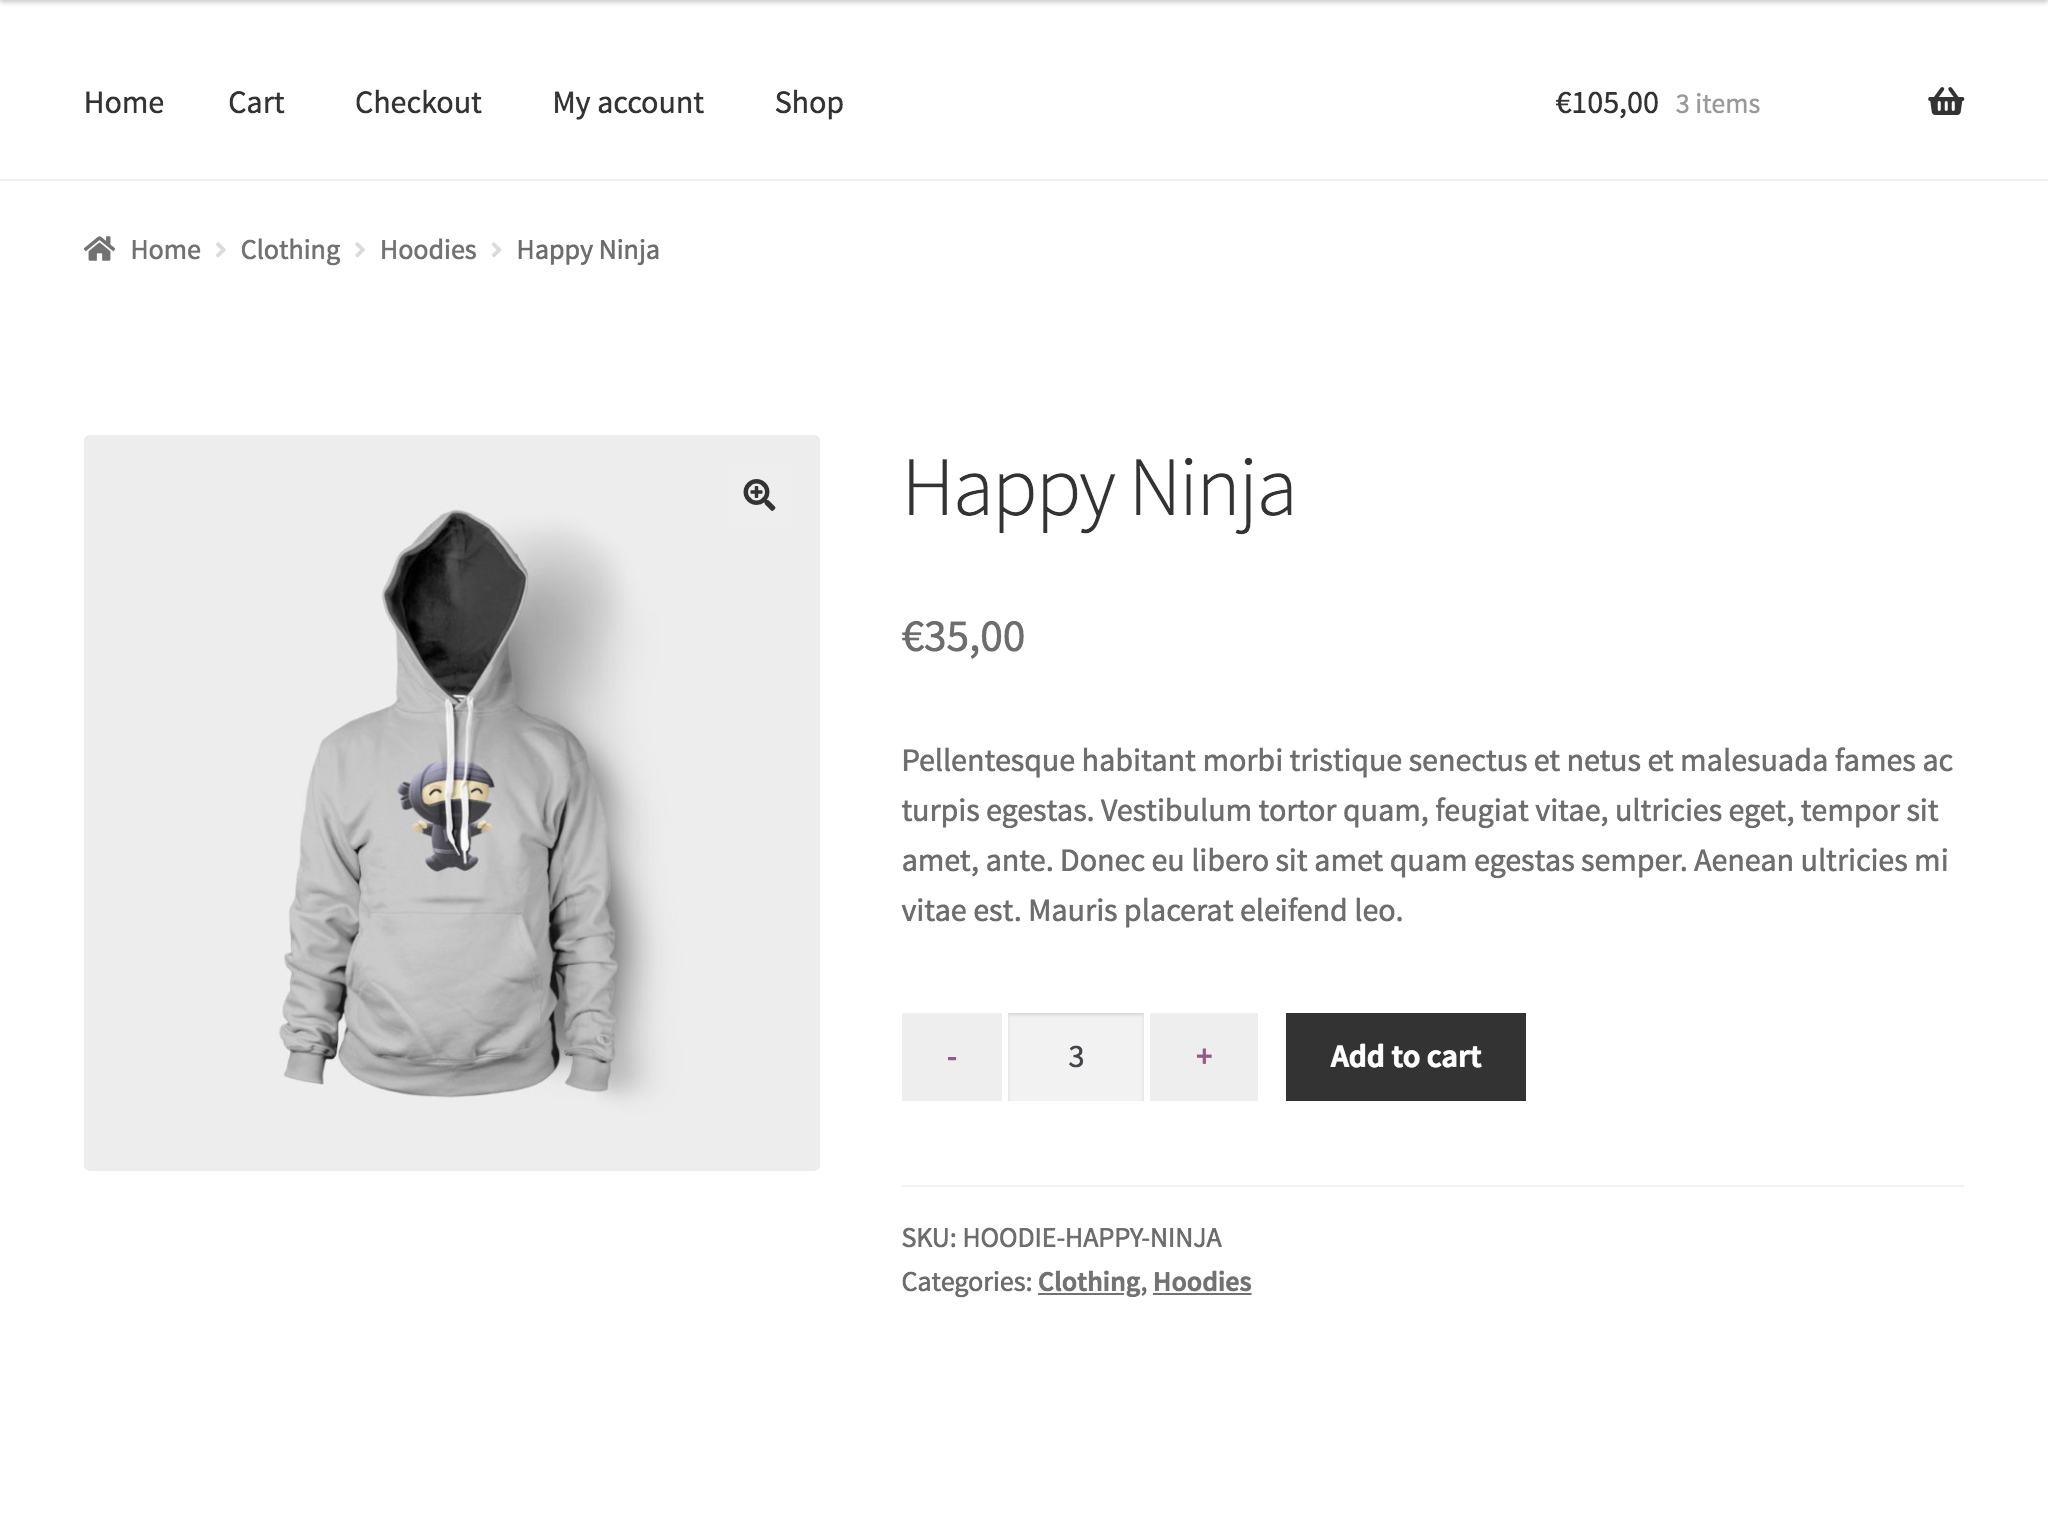 Home Cart Checkout My account Shop €105,00 3 items
Home Clothing Hoodies Happy Ninja
Happy Ninja
€35,00
Pellentesque habitant morbi tristique senectus et netus et malesuada fames ac
turpis egestas. Vestibulum tortor quam, feugiat vitae, ultricies eget, tempor sit
amet, ante. Donec eu libero sit amet quam egestas semper. Aenean ultricies mi
vitae est. Mauris placerat eleifend leo.
- 3 + Add to cart
SKU: HOODIE-HAPPY-NINJA
Categories: Clothing, Hoodies